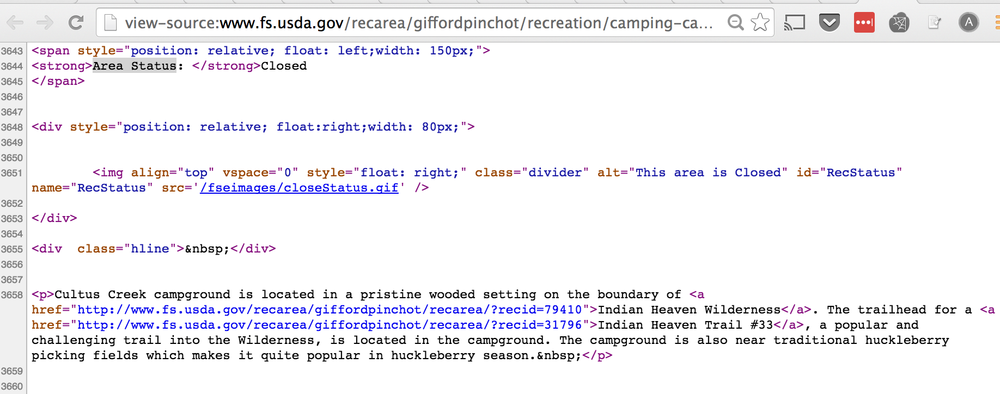 view-source:www.fs.usda.gov/recarea/giffordpinchot/recreation/camping-ca...
A
3643 <span style="position: relative; float: left;width: 150px;">
3644 <strong>Area Status: </strong>Closed
3645 </span>
3646
3647
3648 <div style="position: relative; float:right;width: 80px;">
3649
3650
3651 <img align="top" vspace="0" style="float: right;" class="divider" alt="This area is Closed" id="RecStatus"
name="RecStatus" src='/fseimages/closeStatus.gif' />
3652
3653 </div>
3654
3655 <div  class="hline">&nbsp;</div>
3656
3657
3658 <p>Cultus Creek campground is located in a pristine wooded setting on the boundary of <a
href="http://www.fs.usda.gov/recarea/giffordpinchot/recarea/?recid=79410">Indian Heaven Wilderness</a>. The trailhead for a <a
href="http://www.fs.usda.gov/recarea/giffordpinchot/recarea/?recid=31796">Indian Heaven Trail #33</a>, a popular and
challenging trail into the Wilderness, is located in the campground. The campground is also near traditional huckleberry
picking fields which makes it quite popular in huckleberry season.&nbsp;</p>
3659
3660